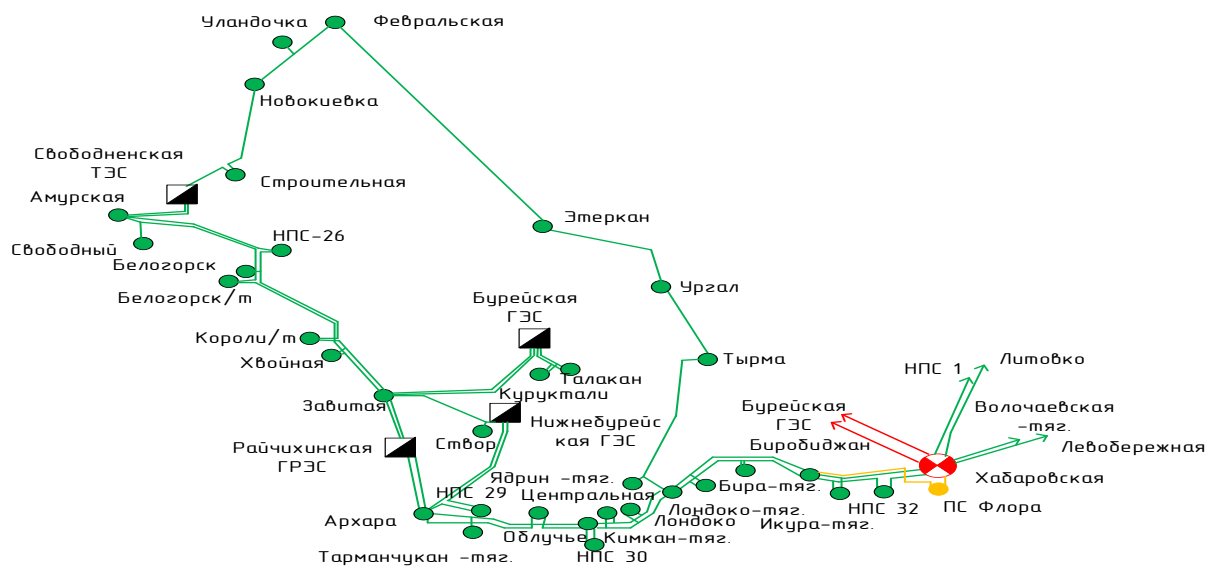 Уландочка
Февральская
Новокиевка
Свободненская
ТЭС
Строительная
Амурская
Этеркан
НПС-26
Свободный
Белогорск
Ургал
Белогорск/т
Бурейская
ГЭС
Короли/т
Тырма
Литовко
Хвойная
НПС 1
Талакан
Куруктали
Завитая
Бурейская
ГЭС
Волочаевская
-тяг.
Нижнебурейс
кая ГЭС
Створ
Райчихинская
ГРЭС
Биробиджан
Левобережная
Ядрин -тяг.
Хабаровская
НПС 29
Центральная
Бира-тяг.
Лондоко-тяг.
НПС 32
ПС Флора
Архара
Лондоко
Икура-тяг.
Облучье
Кимкан-тяг.
Тарманчукан -тяг.
НПС 30